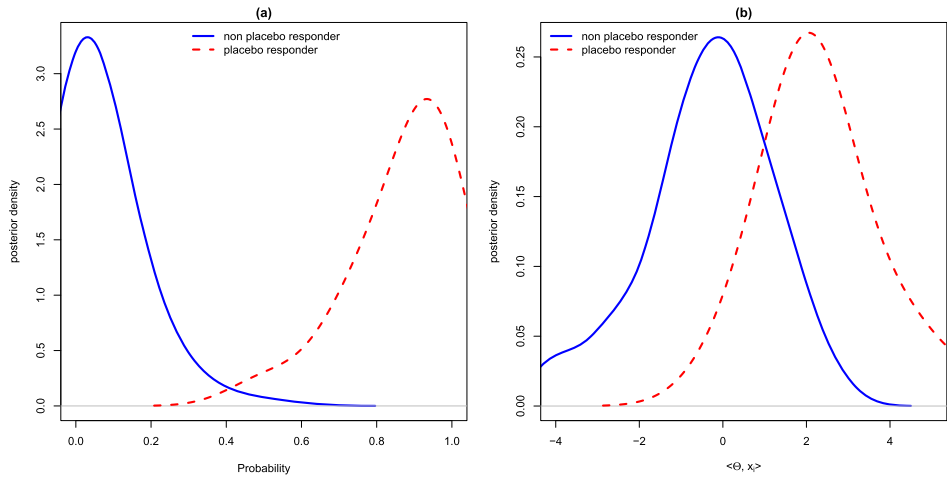 (a)
non placebo responder
placebo responder
posterior density
0.0
0.5
1.0
1.5
2.0
2.5
3.0
0.0
0.2
0.4
0.6
0.8
1.0
Probability
(b)
non placebo responder
placebo responder
posterior density
0.00
0.05
0.10
0.15
0.20
0.25
−4
−2
0
2
4
<Θ, xᵢ>